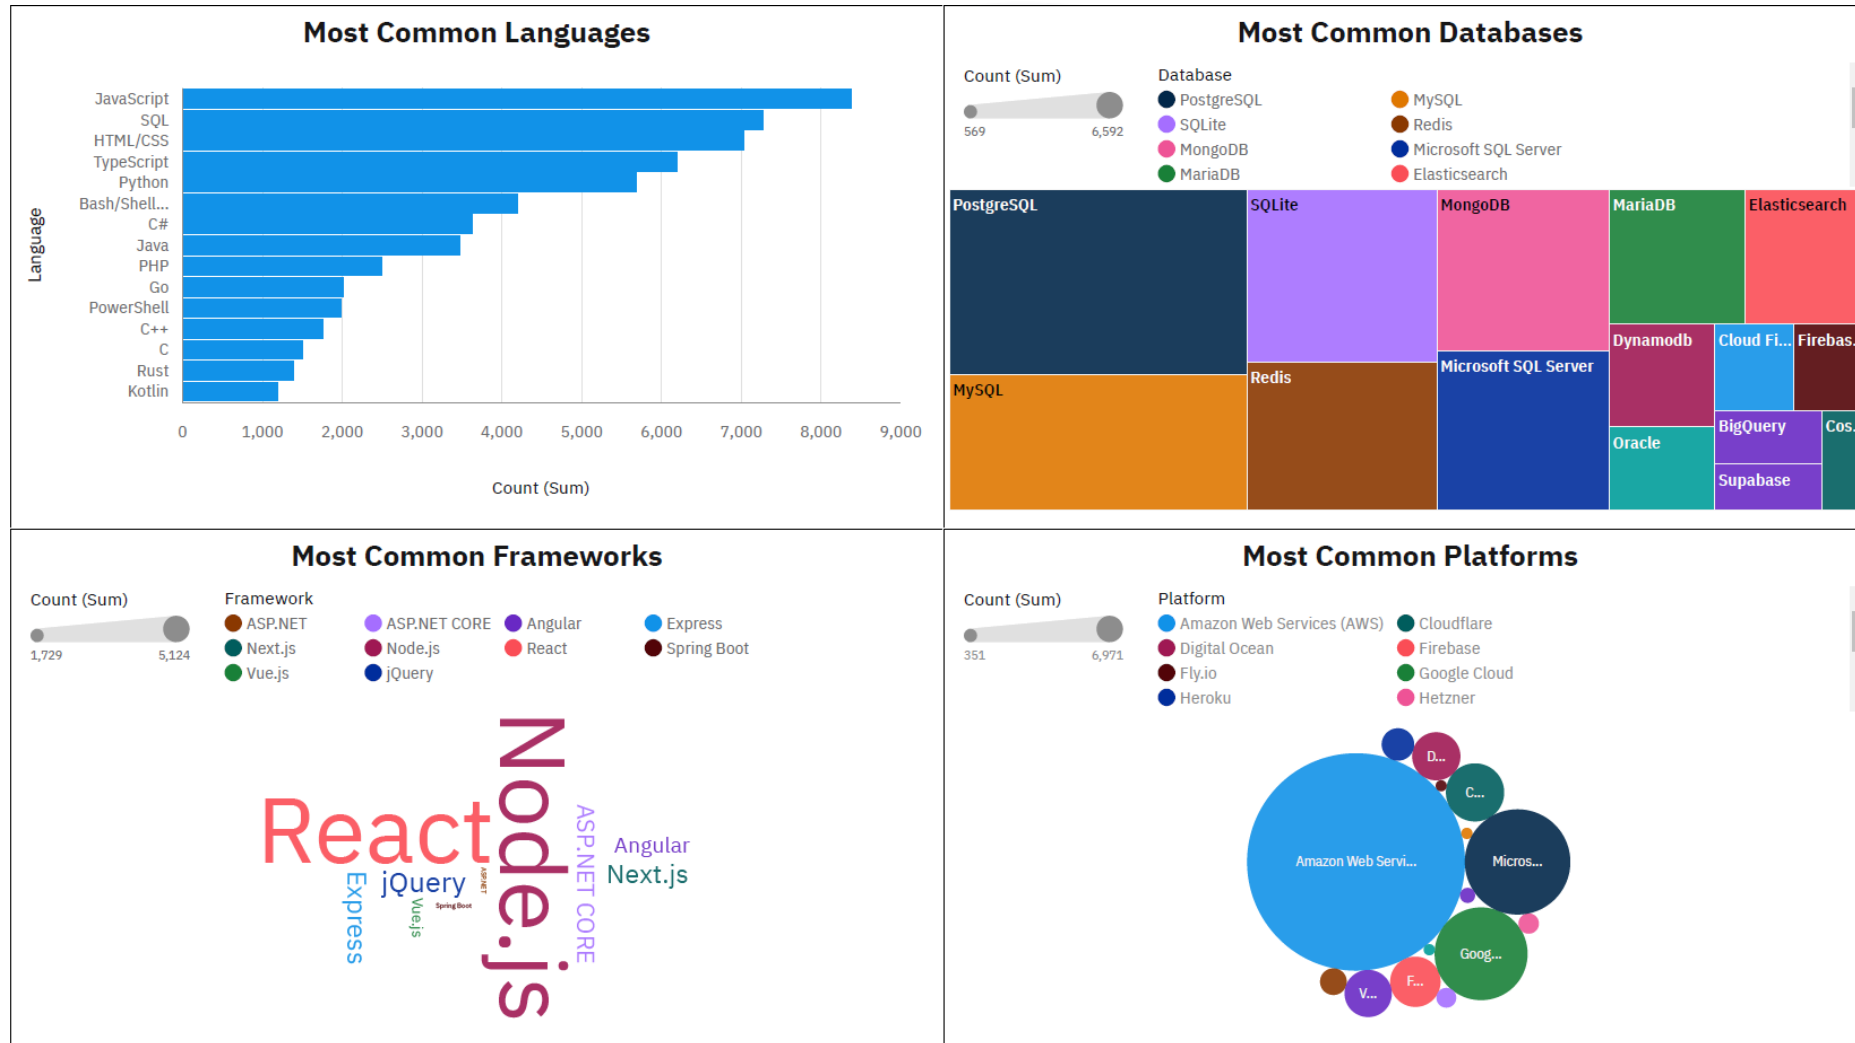 Most Common Languages
Language
JavaScript
SQL
HTML/CSS
TypeScript
Python
Bash/Shell...
C#
Java
PHP
Go
PowerShell
C++
C
Rust
Kotlin
0 1,000 2,000 3,000 4,000 5,000 6,000 7,000 8,000 9,000
Count (Sum)
Most Common Databases
Count (Sum)
569 6,592
Database
PostgreSQL MySQL
SQLite Redis
MongoDB Microsoft SQL Server
MariaDB Elasticsearch
PostgreSQL SQLite MongoDB MariaDB Elasticsearch
Dynamodb Cloud Fi... Firebas.
Microsoft SQL Server
Redis
MySQL
BigQuery Cos.
Oracle
Supabase
Most Common Frameworks
Count (Sum)
1,729 5,124
Framework
ASP.NET ASP.NET CORE Angular Express
Next.js Node.js React Spring Boot
Vue.js jQuery
Node.js
React
ASP.NET CORE
Angular
Next.js
jQuery
ASP.NET
Express
Vue.js
Spring Boot
Most Common Platforms
Count (Sum)
351 6,971
Platform
Amazon Web Services (AWS) Cloudflare
Digital Ocean Firebase
Fly.io Google Cloud
Heroku Hetzner
D...
C...
Amazon Web Servi... Micros...
Goog...
F...
V...